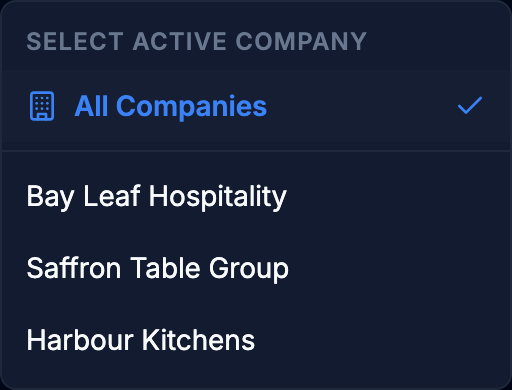 SELECT ACTIVE COMPANY
All Companies
Bay Leaf Hospitality
Saffron Table Group
Harbour Kitchens